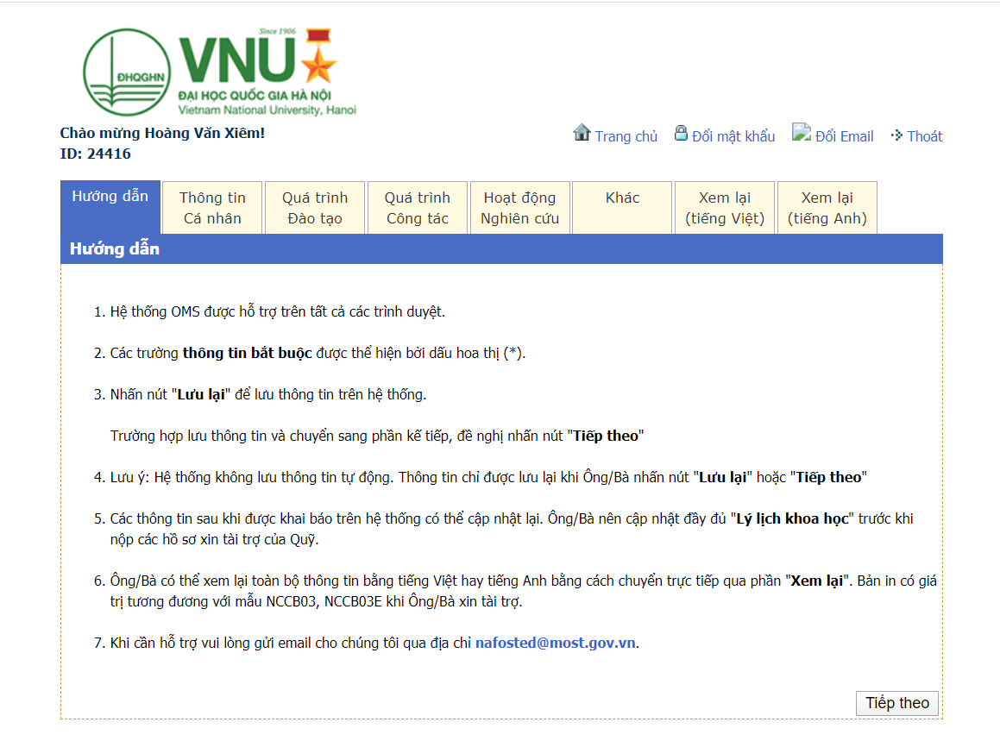 Since 1906
ĐHQGHN
VNU
ĐẠI HỌC QUỐC GIA HÀ NỘI
Vietnam National University, Hanoi
Chào mừng Hoàng Văn Xiêm!
ID: 24416
Trang chủ Đổi mật khẩu Đổi Email Thoát
Hướng dẫn
Thông tin
Cá nhân
Quá trình
Đào tạo
Quá trình
Công tác
Hoạt động
Nghiên cứu
Khác
Xem lại
(tiếng Việt)
Xem lại
(tiếng Anh)
Hướng dẫn
1. Hệ thống OMS được hỗ trợ trên tất cả các trình duyệt.
2. Các trường thông tin bắt buộc được thể hiện bởi dấu hoa thị (*).
3. Nhấn nút "Lưu lại" để lưu thông tin trên hệ thống.
Trường hợp lưu thông tin và chuyển sang phần kế tiếp, đề nghị nhấn nút "Tiếp theo"
4. Lưu ý: Hệ thống không lưu thông tin tự động. Thông tin chỉ được lưu lại khi Ông/Bà nhấn nút "Lưu lại" hoặc "Tiếp theo"
5. Các thông tin sau khi được khai báo trên hệ thống có thể cập nhật lại. Ông/Bà nên cập nhật đầy đủ "Lý lịch khoa học" trước khi
nộp các hồ sơ xin tài trợ của Quỹ.
6. Ông/Bà có thể xem lại toàn bộ thông tin bằng tiếng Việt hay tiếng Anh bằng cách chuyển trực tiếp qua phần "Xem lại". Bản in có giá
trị tương đương với mẫu NCCB03, NCCB03E khi Ông/Bà xin tài trợ.
7. Khi cần hỗ trợ vui lòng gửi email cho chúng tôi qua địa chỉ nafosted@most.gov.vn.
Tiếp theo